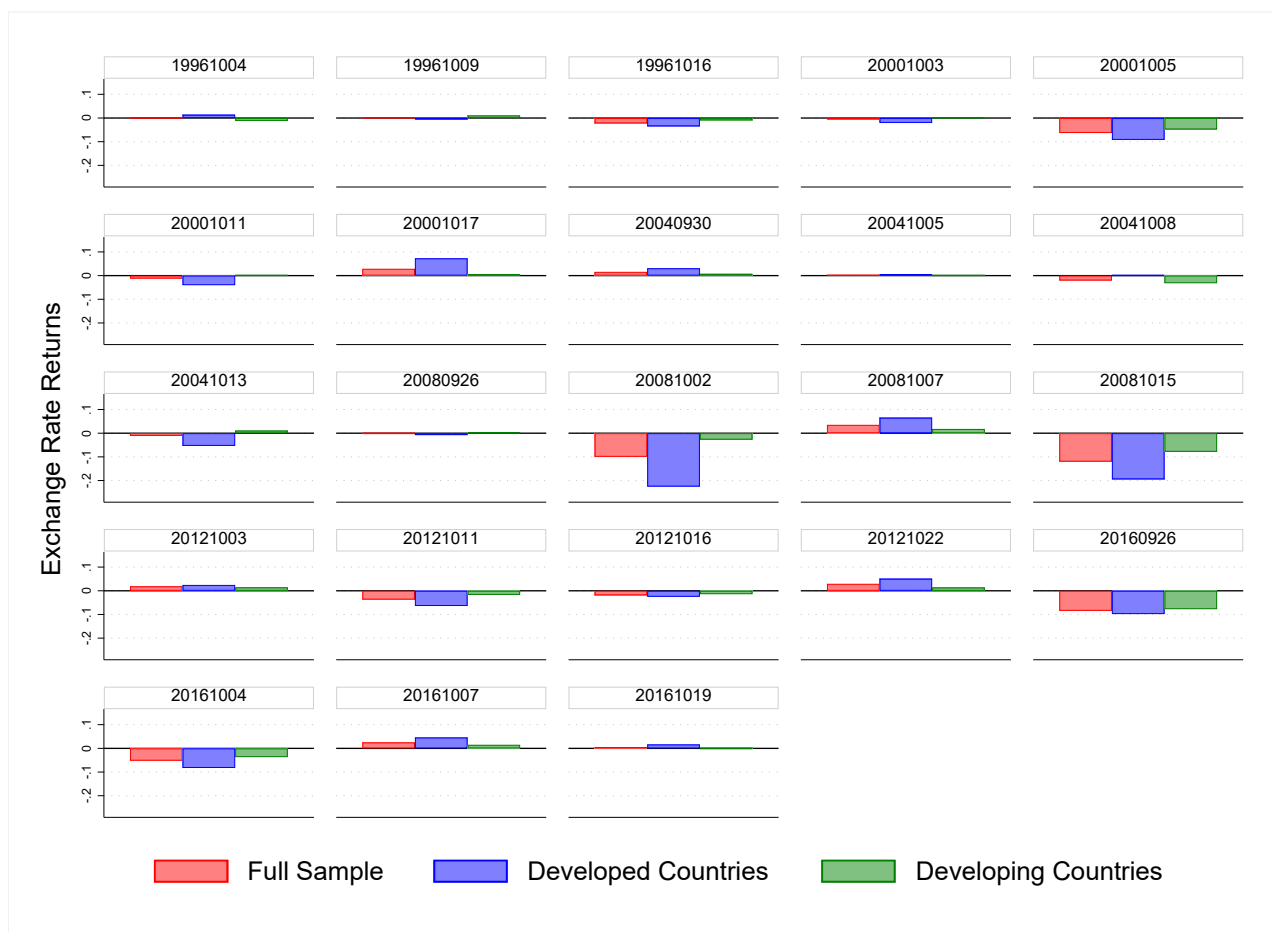 19961004 19961009 19961016 20001003 20001005
.1
0
-.1
-.2
20001011 20001017 20040930 20041005 20041008
.1
0
-.1
-.2
20041013 20080926 20081002 20081007 20081015
.1
0
-.1
-.2
20121003 20121011 20121016 20121022 20160926
.1
0
-.1
-.2
20161004 20161007 20161019
.1
0
-.1
-.2
Exchange Rate Returns
Full Sample Developed Countries Developing Countries